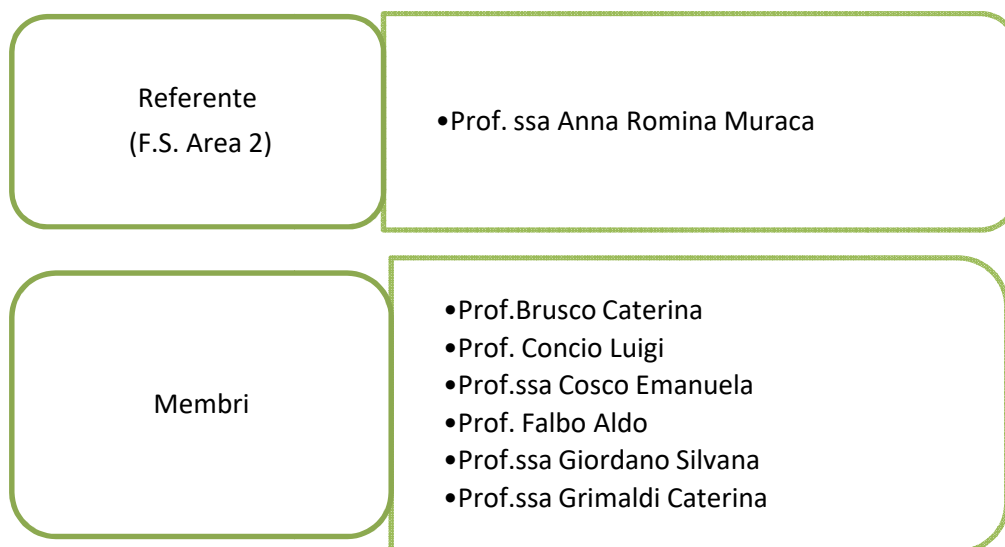 Referente
(F.S. Area 2)
•Prof. ssa Anna Romina Muraca
Membri
•Prof.Brusco Caterina
•Prof. Concio Luigi
•Prof.ssa Cosco Emanuela
•Prof. Falbo Aldo
•Prof.ssa Giordano Silvana
•Prof.ssa Grimaldi Caterina